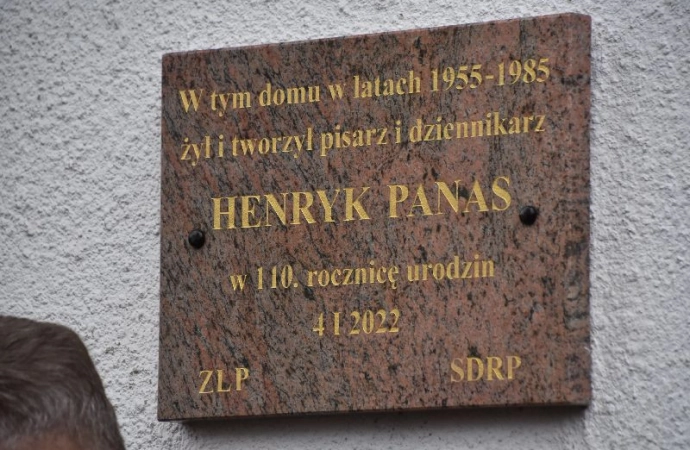 W tym domu w latach 1955-1985
żył i tworzył pisarz i dziennikarz
HENRYK PANAS
w 110. rocznicę urodzin
4 I 2022
ZLP SDRP